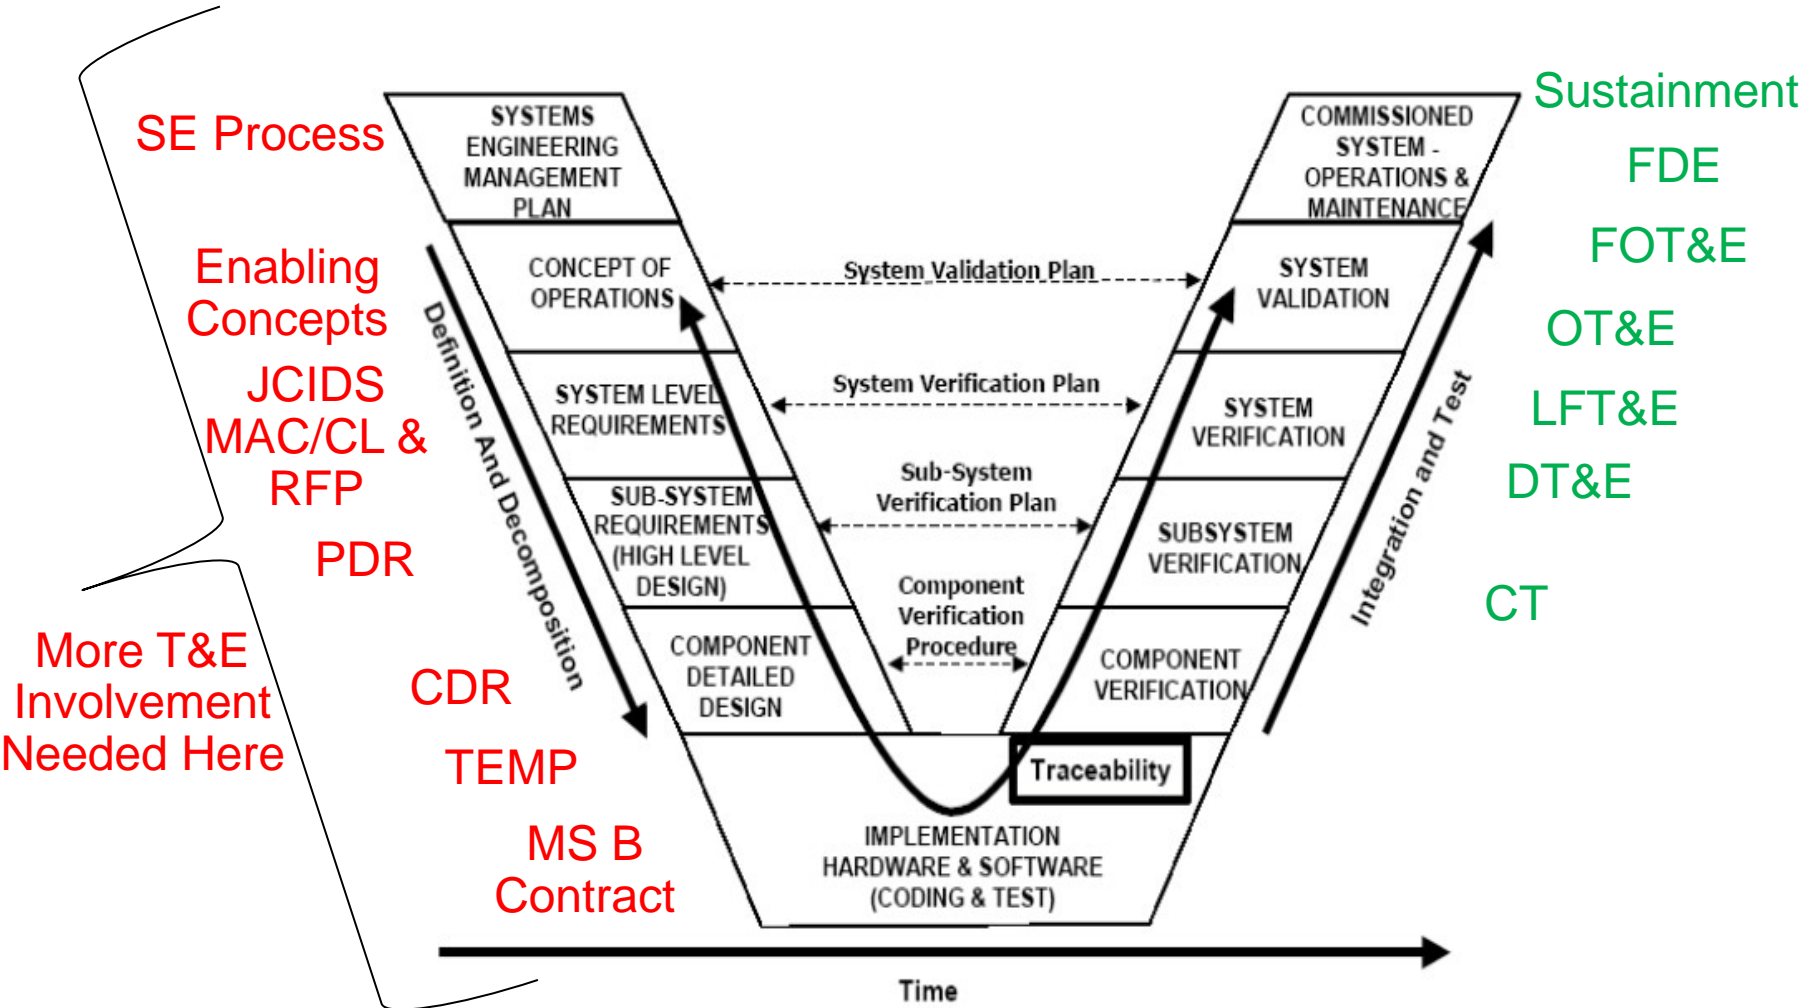 SE Process
Enabling
Concepts
JCIDS
MAC/CL &
RFP
PDR
More T&E
Involvement
Needed Here
CDR
TEMP
MS B
Contract
Definition And Decomposition
SYSTEMS
ENGINEERING
MANAGEMENT
PLAN
CONCEPT OF
OPERATIONS
SYSTEM LEVEL
REQUIREMENTS
SUB-SYSTEM
REQUIREMENTS
(HIGH LEVEL
DESIGN)
COMPONENT
DETAILED
DESIGN
System Validation Plan
System Verification Plan
Sub-System
Verification Plan
Component
Verification
Procedure
Traceability
IMPLEMENTATION
HARDWARE & SOFTWARE
(CODING & TEST)
COMMISSIONED
SYSTEM -
OPERATIONS &
MAINTENANCE
SYSTEM
VALIDATION
SYSTEM
VERIFICATION
SUBSYSTEM
VERIFICATION
COMPONENT
VERIFICATION
Integration and Test
Sustainment
FDE
FOT&E
OT&E
LFT&E
DT&E
CT
Time